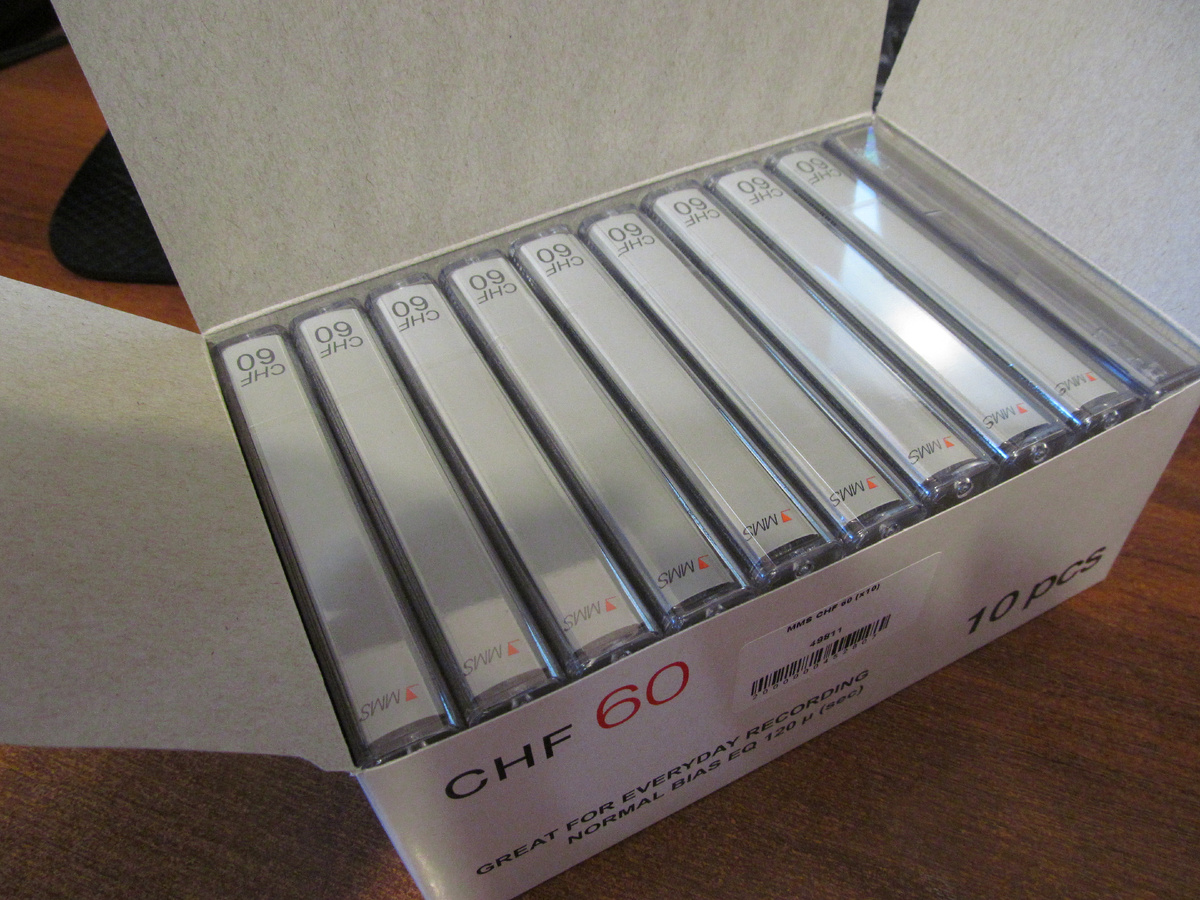 MMS
CHF
60
MMS
CHF
60
MMS
CHF
60
MMS
CHF
60
MMS
CHF
60
MMS
CHF
60
MMS
CHF
60
MMS
CHF
60
MMS
CHF
60
MMS CHF 60 (x10)
CHF 60
10 pcs
GREAT FOR EVERYDAY RECORDING
NORMAL BIAS EQ 120 µ (sec)